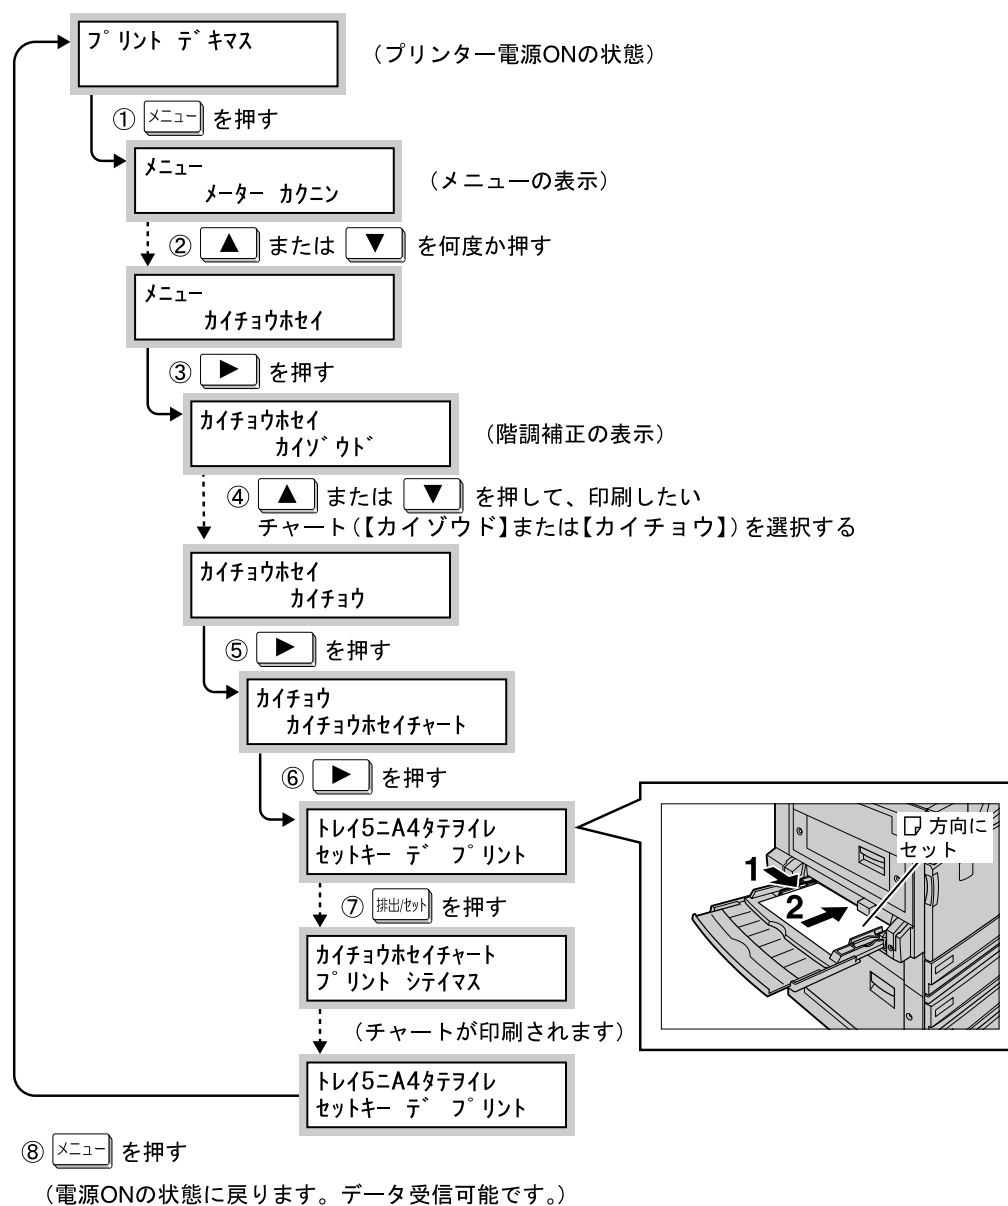 プリント デキマス
（プリンター電源ONの状態）
① メニュー を押す
メニュー
メーター カクニン
（メニューの表示）
② ▲ または ▼ を何度か押す
メニュー
カイチョウホセイ
③ ▶ を押す
カイチョウホセイ
カイゾウド
（階調補正の表示）
④ ▲ または ▼ を押して、印刷したい
チャート（【カイゾウド】または【カイチョウ】）を選択する
カイチョウホセイ
カイチョウ
⑤ ▶ を押す
カイチョウ
カイチョウホセイチャート
⑥ ▶ を押す
トレイ5ニA4タテヲイレ
セットキー デ プリント
方向に
セット
1
2
⑦ 排出/セット を押す
カイチョウホセイチャート
プリント シテイマス
（チャートが印刷されます）
トレイ5ニA4タテヲイレ
セットキー デ プリント
⑧ メニュー を押す
（電源ONの状態に戻ります。データ受信可能です。）